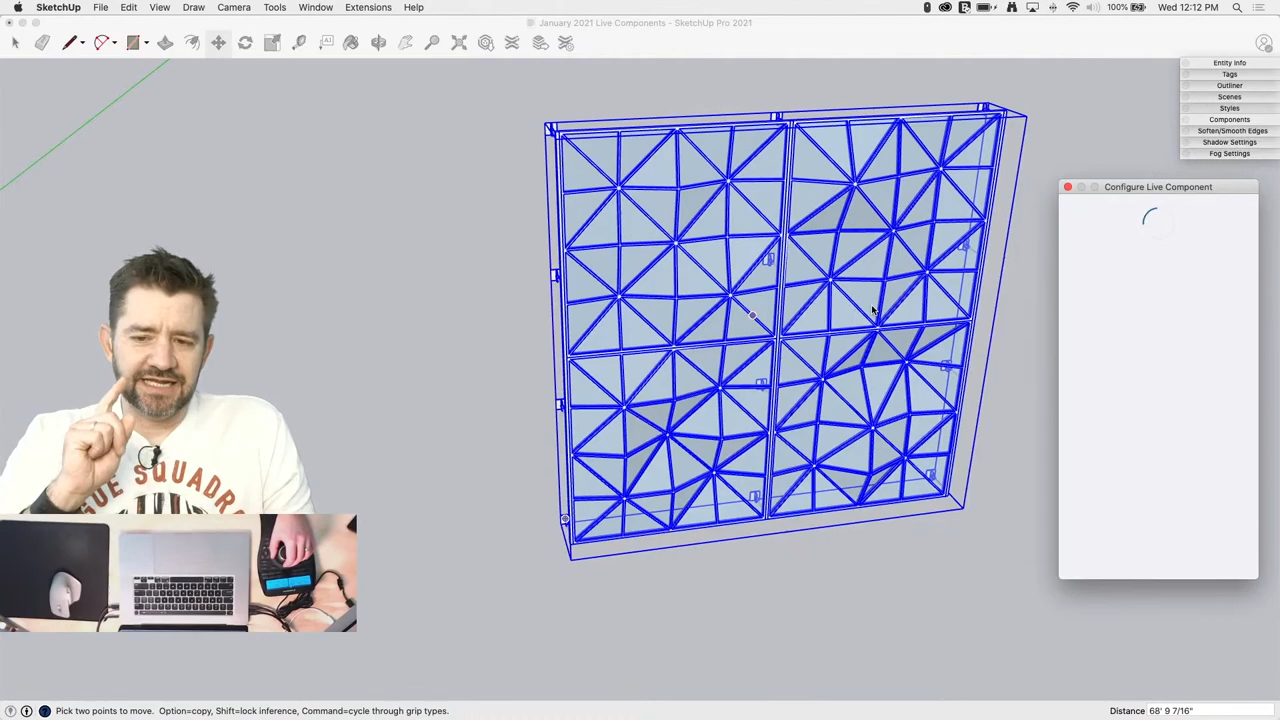 SketchUp File Edit View Draw Camera Tools Window Extensions Help 100% Wed 12:12 PM
January 2021 Live Components - SketchUp Pro 2021
Entity Info
Tags
Outliner
Scenes
Styles
Components
Soften/Smooth Edges
Shadow Settings
Fog Settings
Configure Live Component
GUE SQUADR
Pick two points to move. Option=copy, Shift=lock inference, Command=cycle through grip types.
Distance 68' 9 7/16"